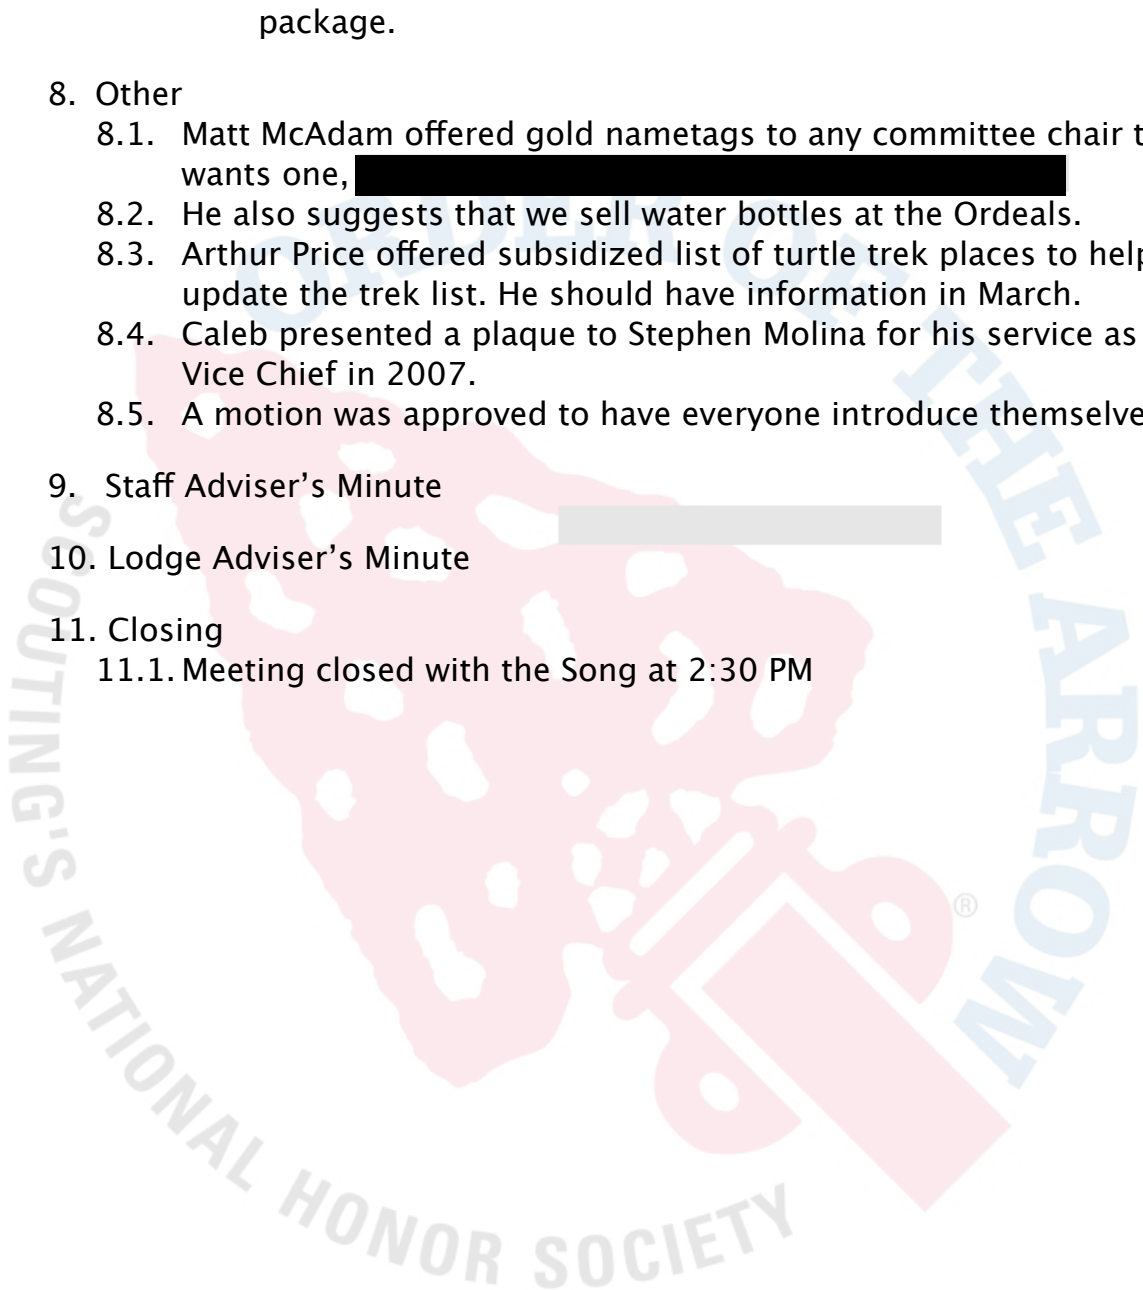 package.
8. Other
8.1. Matt McAdam offered gold nametags to any committee chair t
wants one,
8.2. He also suggests that we sell water bottles at the Ordeals.
8.3. Arthur Price offered subsidized list of turtle trek places to help
update the trek list. He should have information in March.
8.4. Caleb presented a plaque to Stephen Molina for his service as
Vice Chief in 2007.
8.5. A motion was approved to have everyone introduce themselve
9. Staff Adviser’s Minute
10. Lodge Adviser’s Minute
11. Closing
11.1. Meeting closed with the Song at 2:30 PM
ORDER OF THE ARROW
®
SCOUTING'S NATIONAL HONOR SOCIETY